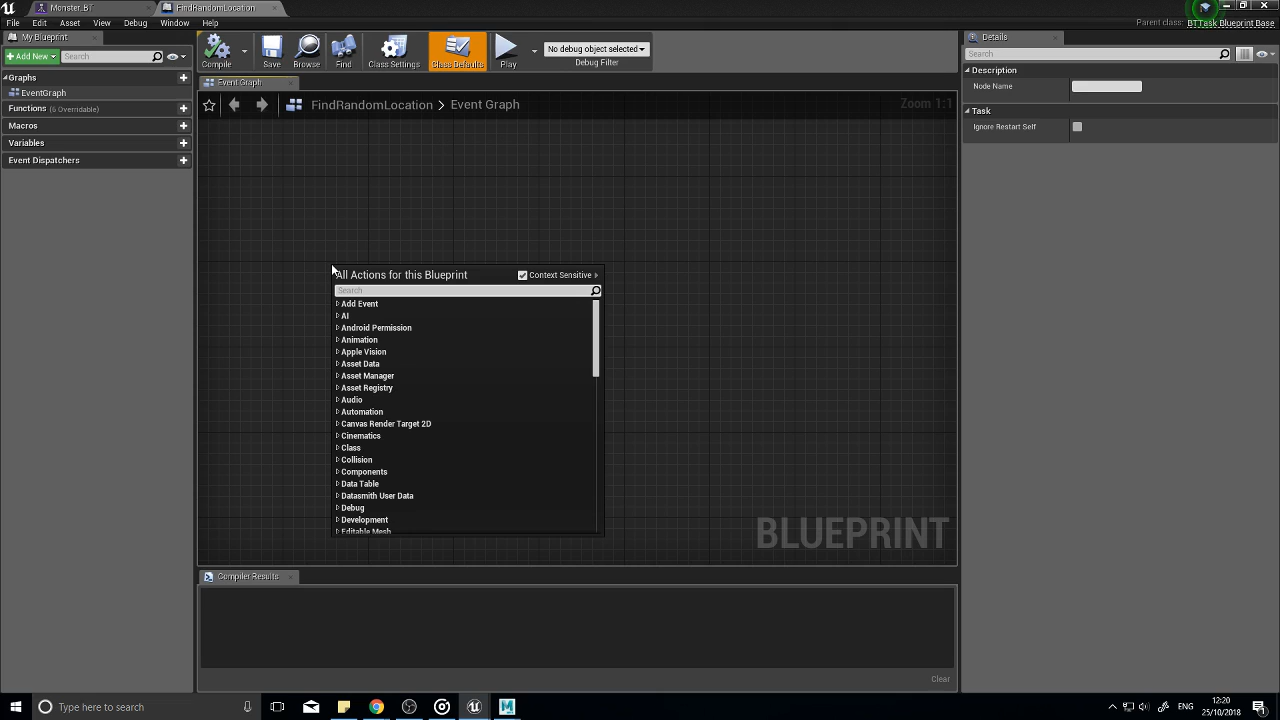 Monster_BT
FindRandomLocation
File Edit Asset View Debug Window Help
Parent class: BTTask Blueprint Base
My Blueprint
Add New
Search
Graphs
EventGraph
Functions (6 Overridable)
Macros
Variables
Event Dispatchers
Compile
Save
Browse
Find
Class Settings
Class Defaults
Play
No debug object selected
Debug Filter
Event Graph
FindRandomLocation > Event Graph
Zoom 1:1
All Actions for this Blueprint
Context Sensitive
Search
Add Event
AI
Android Permission
Animation
Apple Vision
Asset Data
Asset Manager
Asset Registry
Audio
Automation
Canvas Render Target 2D
Cinematics
Class
Collision
Components
Data Table
Datasmith User Data
Debug
Development
Editable Mesh
BLUEPRINT
Compiler Results
Clear
Details
Search
Description
Node Name
Task
Ignore Restart Self
Type here to search
ENG
12:20
25/10/2018